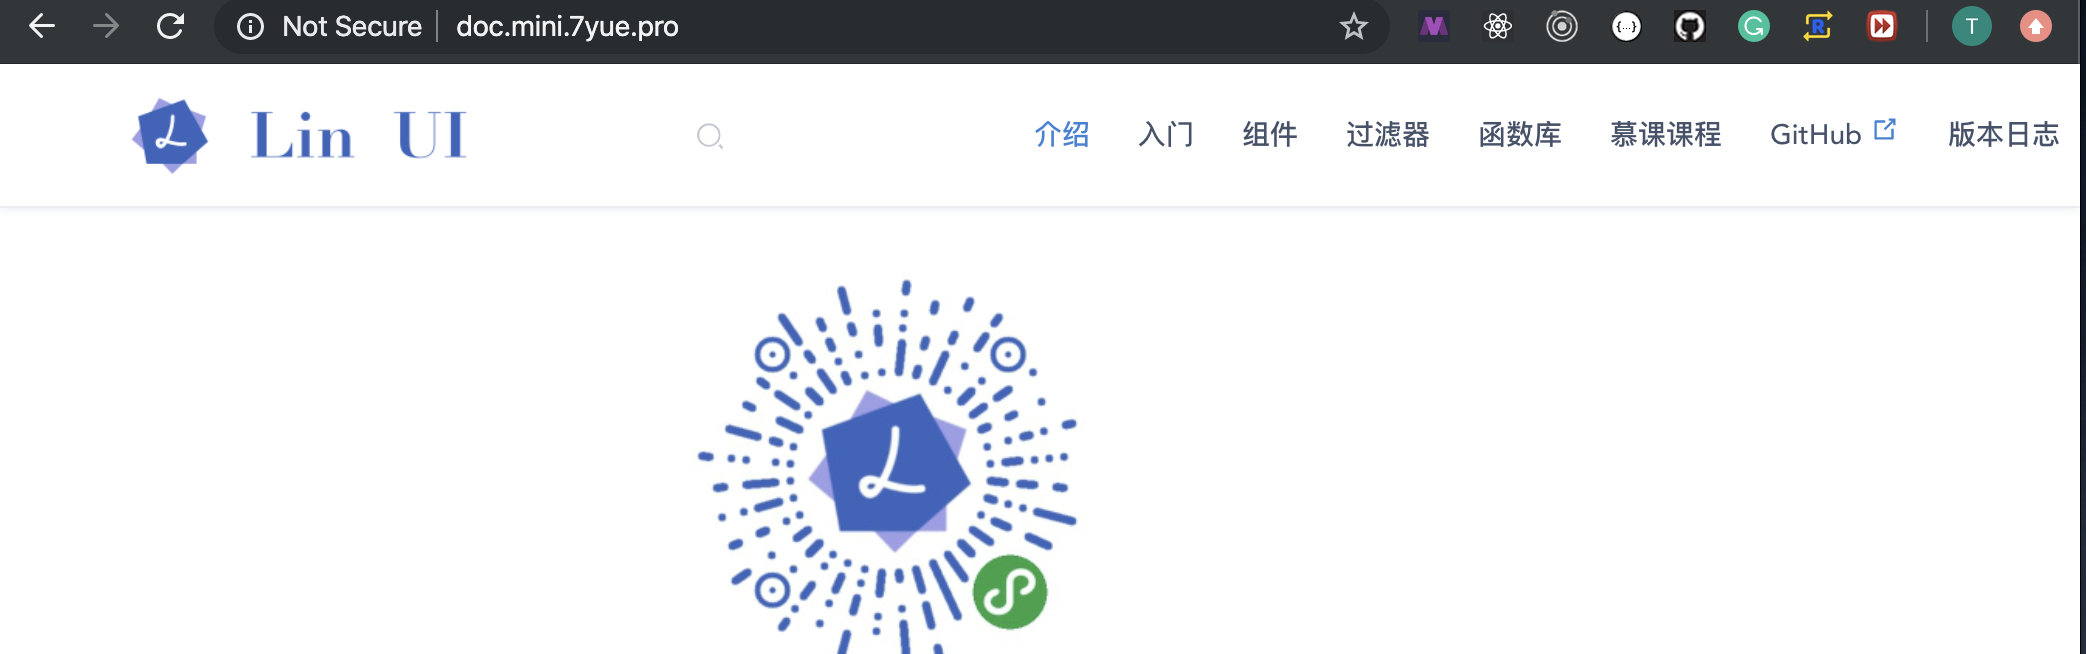 Not Secure doc.mini.7yue.pro T
Lin UI 介绍 入门 组件 过滤器 函数库 慕课课程 GitHub 版本日志